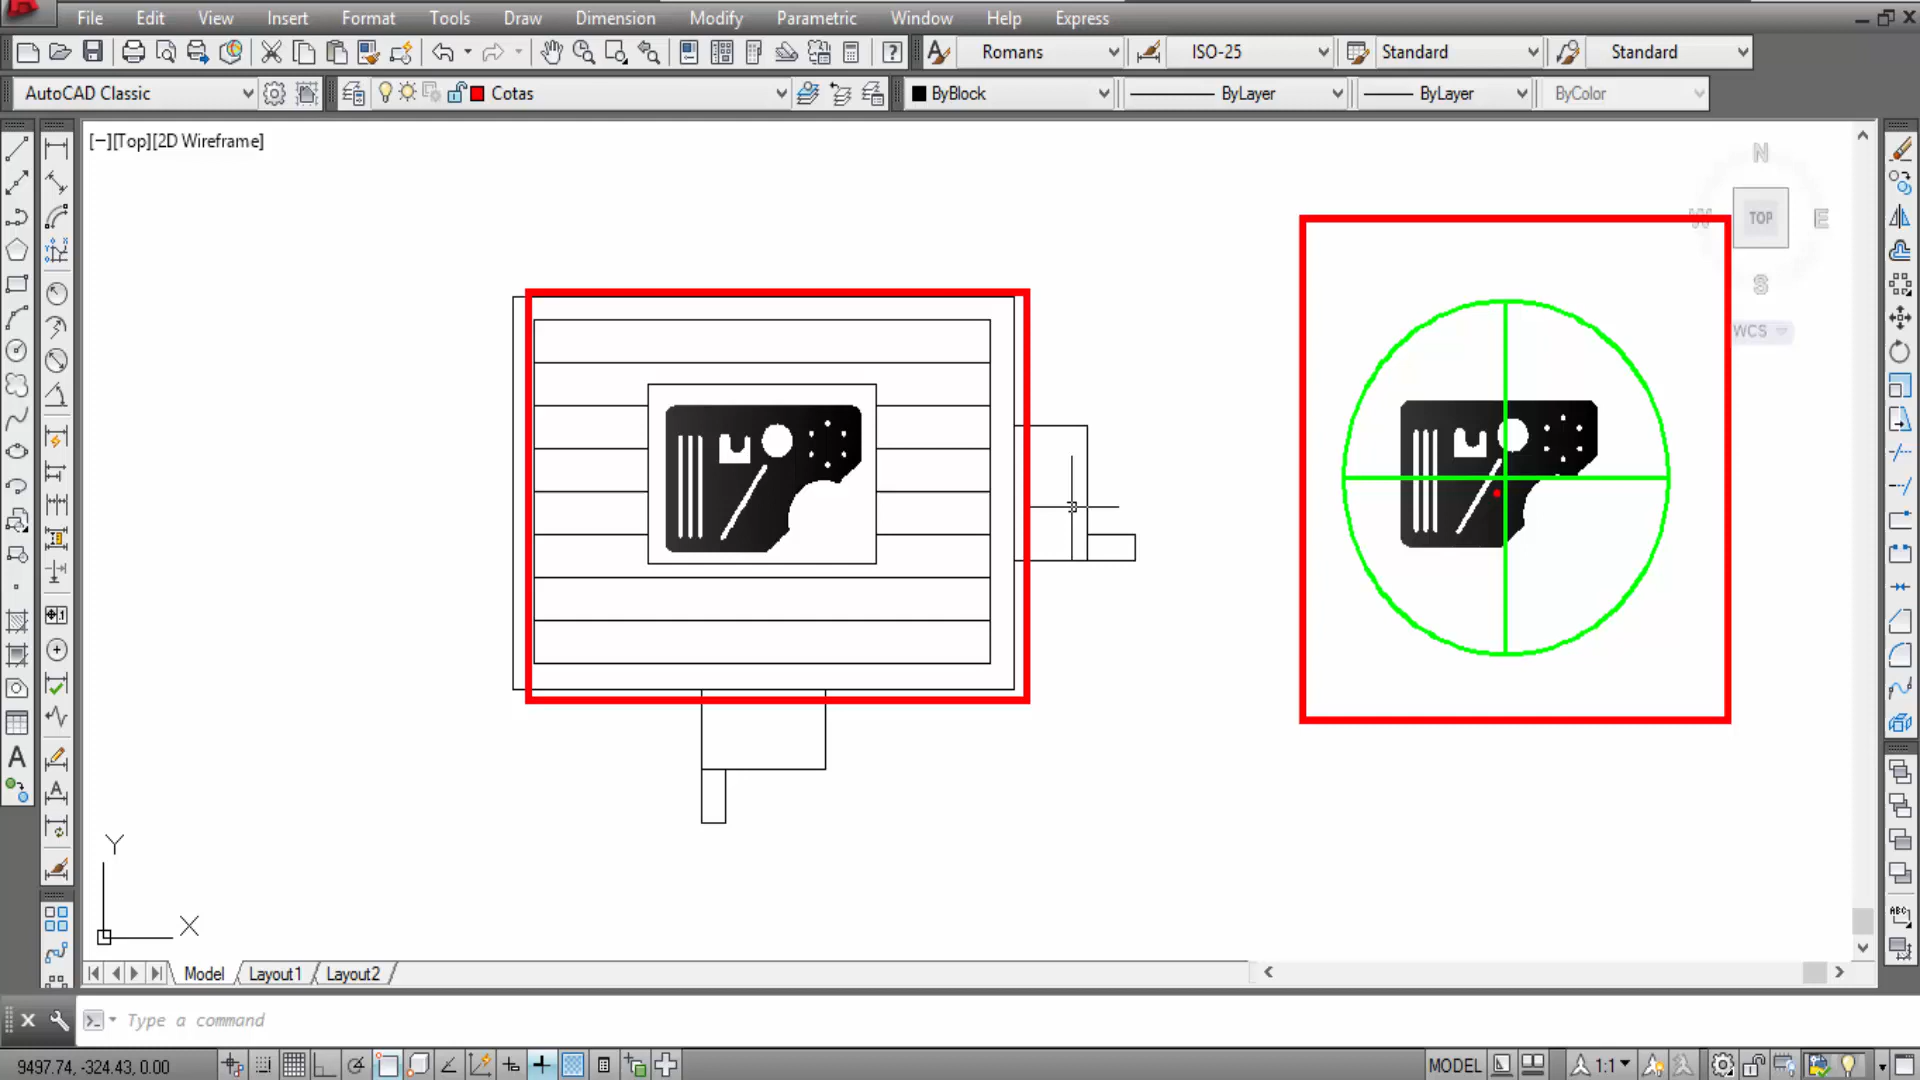 File Edit View Insert Format Tools Draw Dimension Modify Parametric Window Help Express
Romans ISO-25 Standard Standard
AutoCAD Classic Cotas ByBlock ByLayer ByLayer ByColor
[−][Top][2D Wireframe]
N
W TOP E
S
WCS
Y
X
A
A
ABC
Model Layout1 Layout2
Type a command
9497.74, -324.43, 0.00 MODEL 1:1